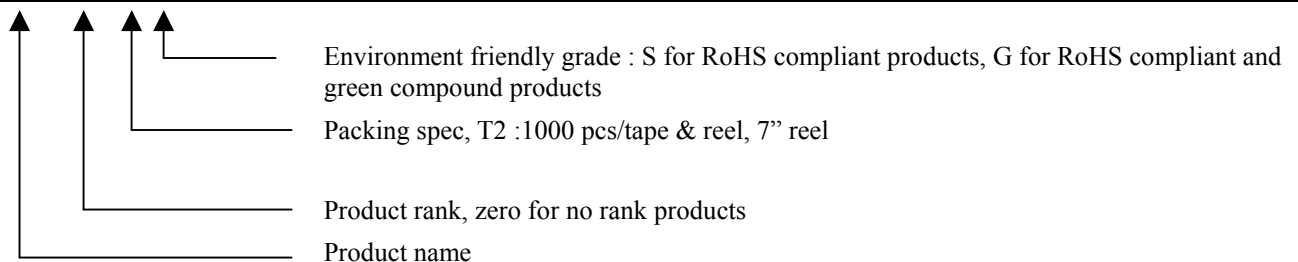 Environment friendly grade : S for RoHS compliant products, G for RoHS compliant and
green compound products
Packing spec, T2 :1000 pcs/tape & reel, 7” reel
Product rank, zero for no rank products
Product name